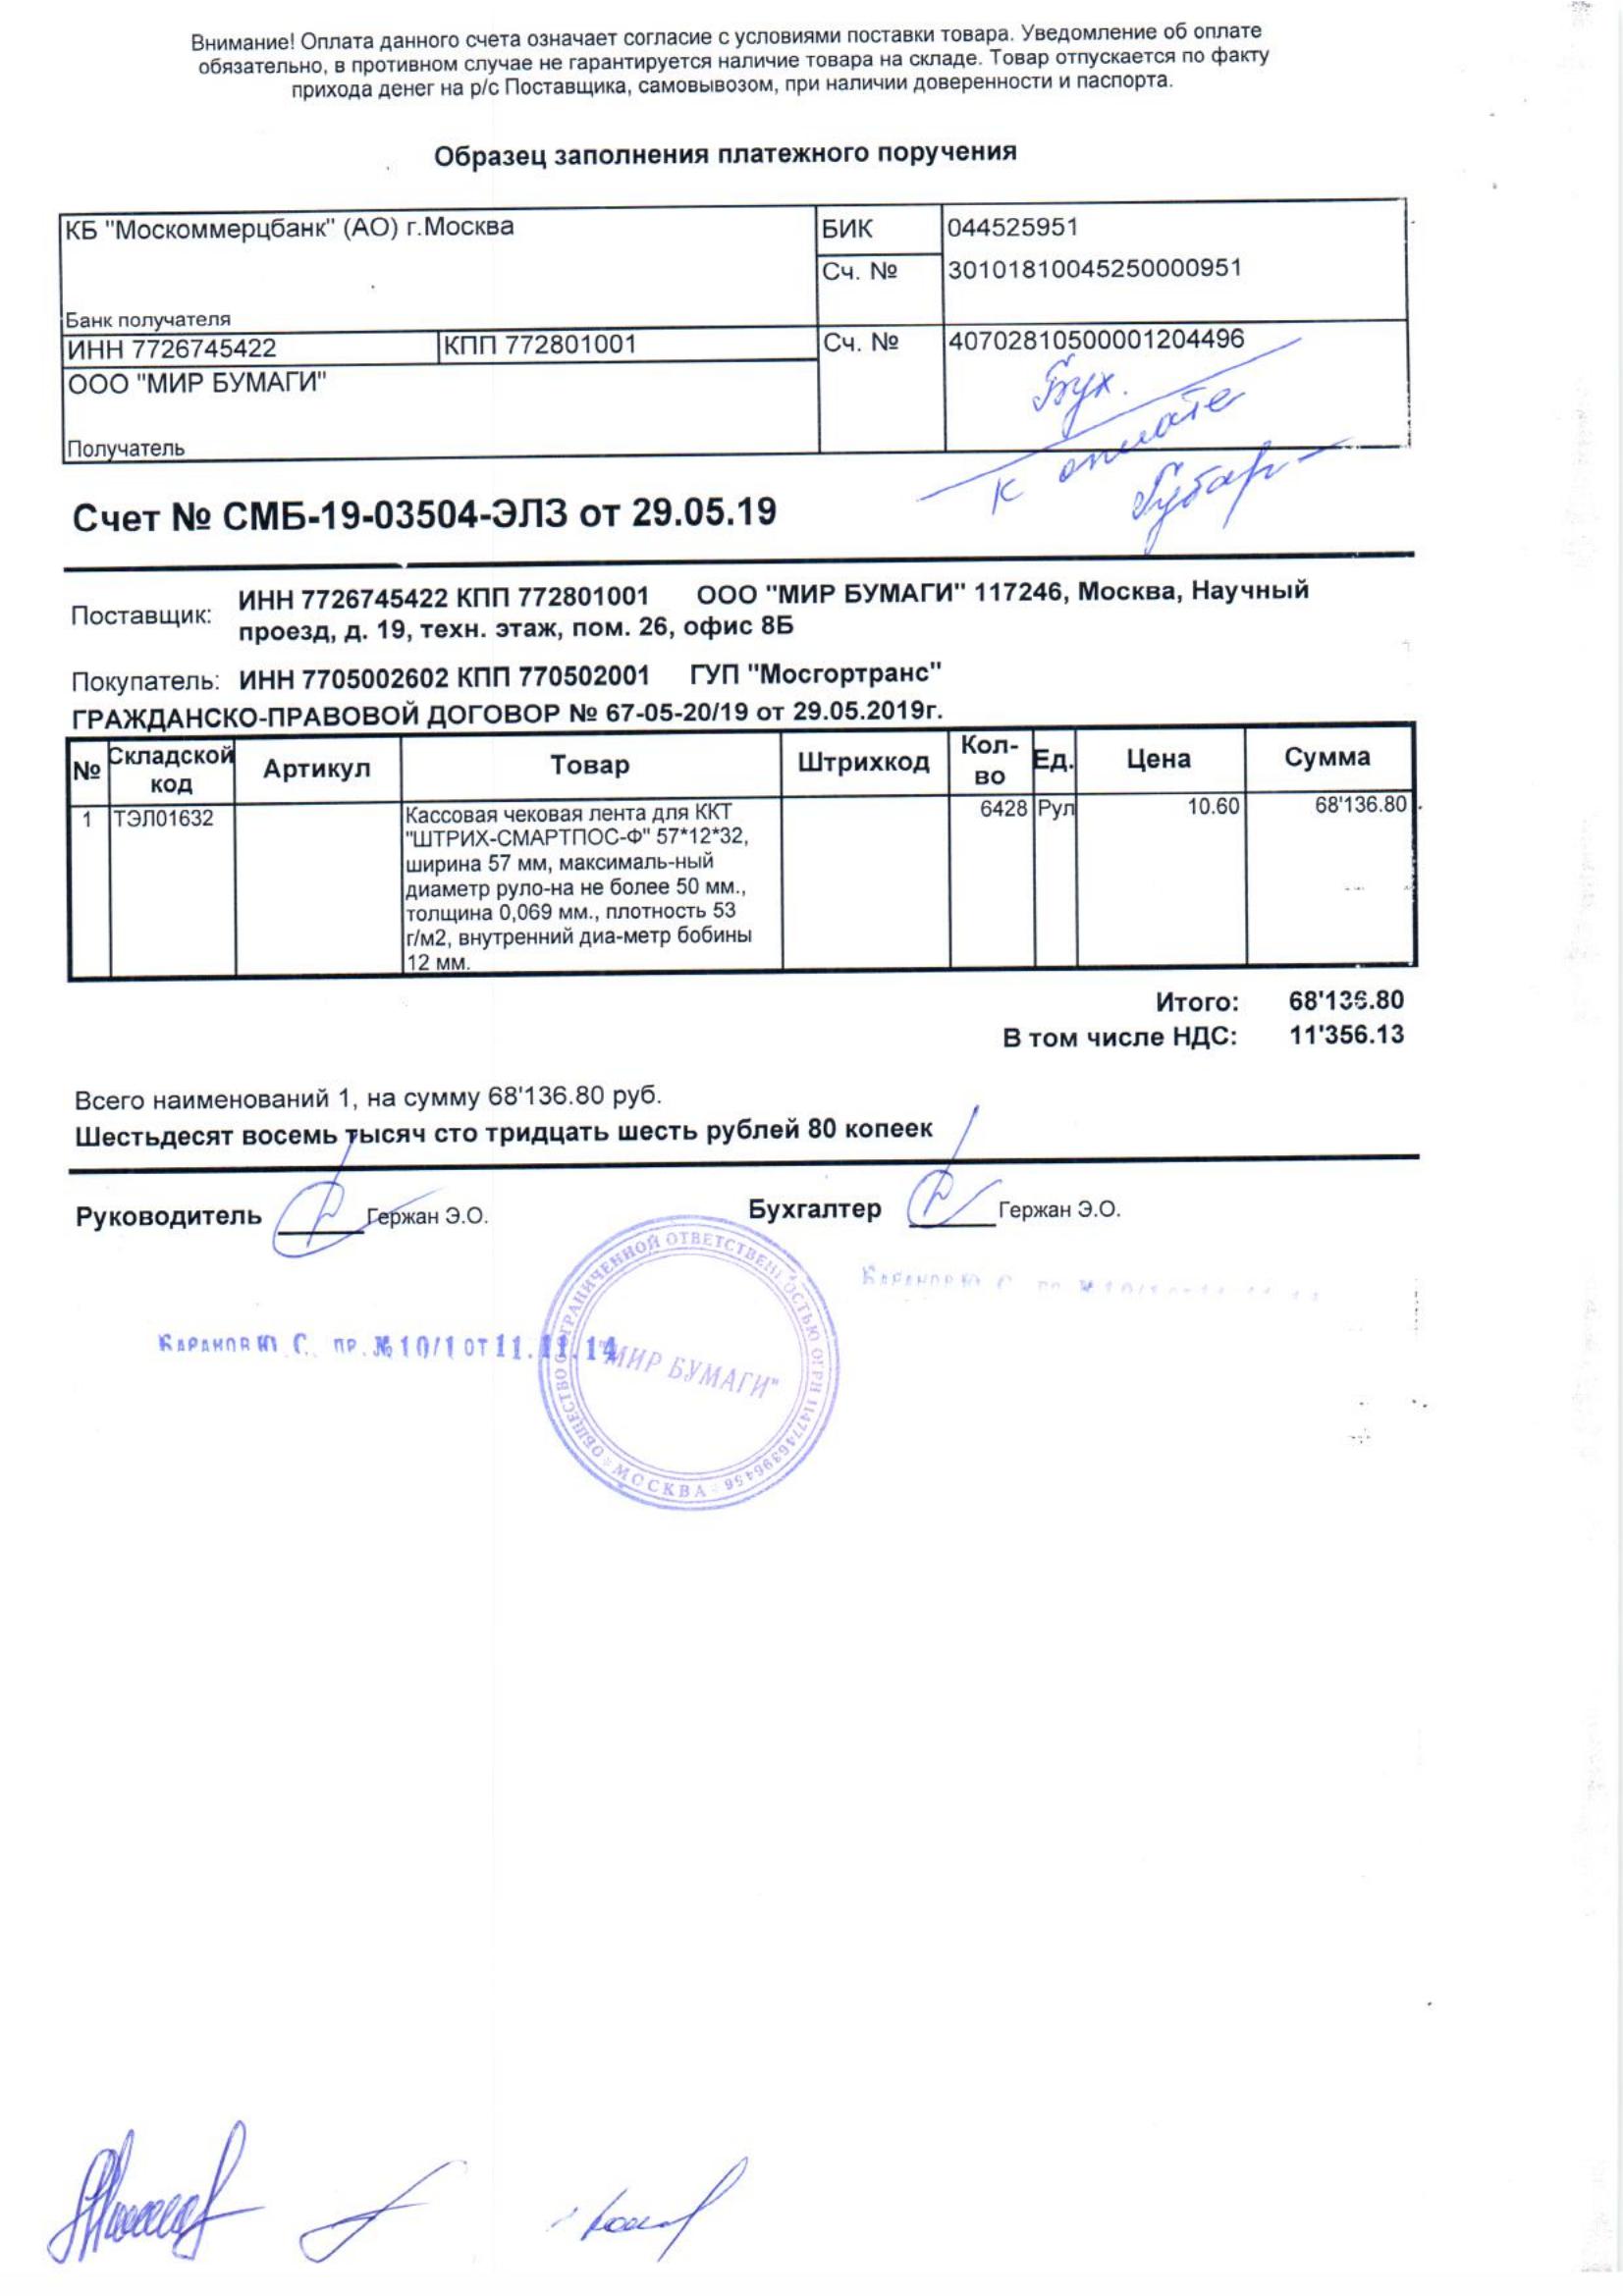 Внимание! Оплата данного счета означает согласие с условиями поставки товара. Уведомление об оплате
обязательно, в противном случае не гарантируется наличие товара на складе. Товар отпускается по факту
прихода денег на р/с Поставщика, самовывозом, при наличии доверенности и паспорта.
Образец заполнения платежного поручения
КБ "Москоммерцбанк" (АО) г.Москва БИК 044525951
Сч. № 30101810045250000951
Банк получателя
ИНН 7726745422 КПП 772801001 Сч. № 40702810500001204496
ООО "МИР БУМАГИ"
Получатель
Бух.
к оплате
Счет № СМБ-19-03504-ЭЛЗ от 29.05.19
Поставщик: ИНН 7726745422 КПП 772801001 ООО "МИР БУМАГИ" 117246, Москва, Научный
проезд, д. 19, техн. этаж, пом. 26, офис 8Б
Покупатель: ИНН 7705002602 КПП 770502001 ГУП "Мосгортранс"
ГРАЖДАНСКО-ПРАВОВОЙ ДОГОВОР № 67-05-20/19 от 29.05.2019г.
№ Складской код Артикул Товар Штрихкод Кол-во Ед. Цена Сумма
1 ТЭЛ01632 Кассовая чековая лента для ККТ 6428 Рул 10.60 68'136.80
"ШТРИХ-СМАРТПОС-Ф" 57*12*32,
ширина 57 мм, максималь-ный
диаметр руло-на не более 50 мм.,
толщина 0,069 мм., плотность 53
г/м2, внутренний диа-метр бобины
12 мм.
Итого: 68'136.80
В том числе НДС: 11'356.13
Всего наименований 1, на сумму 68'136.80 руб.
Шестьдесят восемь тысяч сто тридцать шесть рублей 80 копеек
Руководитель Гержан Э.О. Бухгалтер Гержан Э.О.
пр. №10/1 от 11.11.14
ОБЩЕСТВО С ОГРАНИЧЕННОЙ ОТВЕТСТВЕННОСТЬЮ ОГРН 1147746396456
"МИР БУМАГИ"
МОСКВА